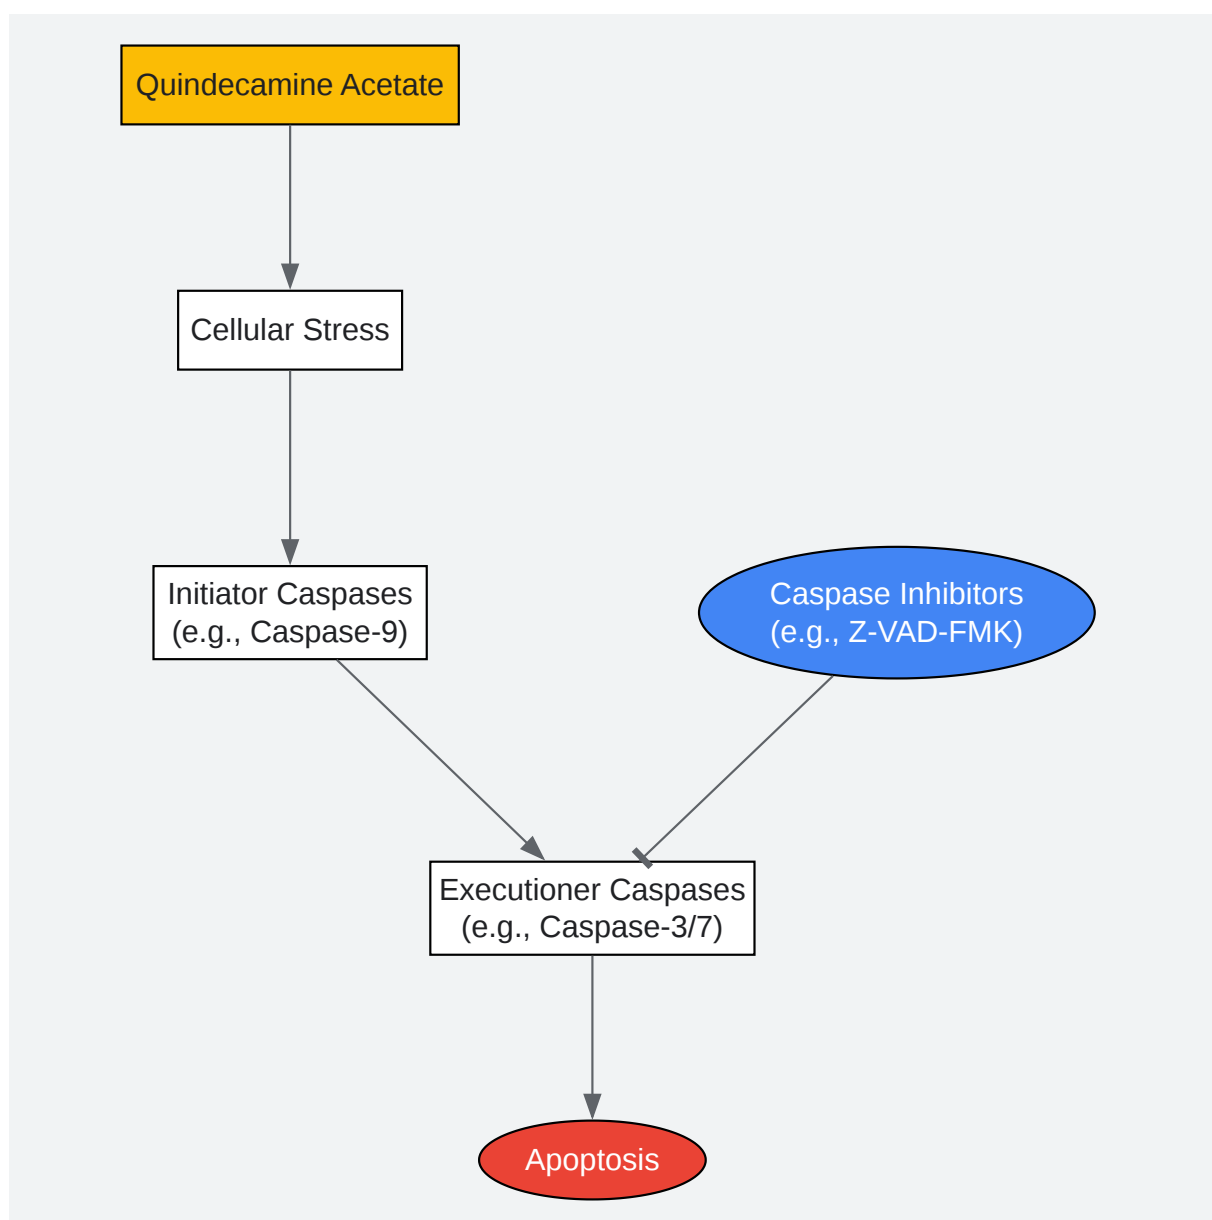 Quindecamine Acetate
Cellular Stress
Initiator Caspases
(e.g., Caspase-9)
Caspase Inhibitors
(e.g., Z-VAD-FMK)
Executioner Caspases
(e.g., Caspase-3/7)
Apoptosis